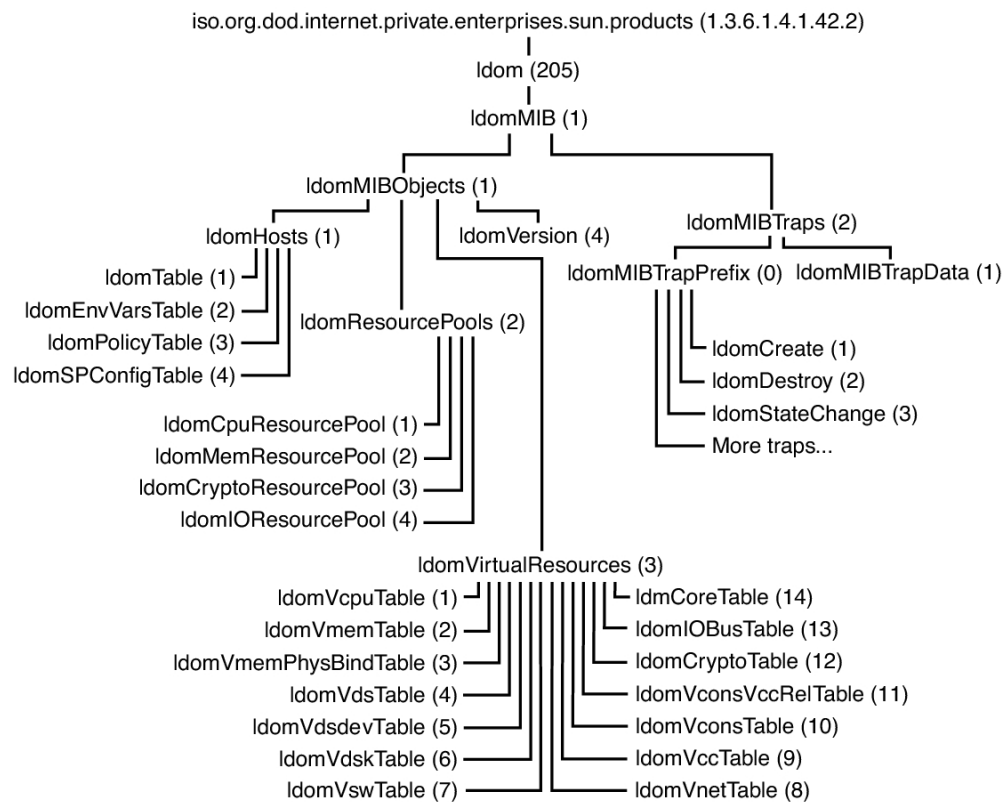 iso.org.dod.internet.private.enterprises.sun.products (1.3.6.1.4.1.42.2)
ldom (205)
ldomMIB (1)
ldomMIBObjects (1)
ldomHosts (1)
ldomTable (1)
ldomEnvVarsTable (2)
ldomPolicyTable (3)
ldomSPConfigTable (4)
ldomVersion (4)
ldomResourcePools (2)
ldomCpuResourcePool (1)
ldomMemResourcePool (2)
ldomCryptoResourcePool (3)
ldomIOResourcePool (4)
ldomMIBTraps (2)
ldomMIBTrapPrefix (0)
ldomMIBTrapData (1)
ldomCreate (1)
ldomDestroy (2)
ldomStateChange (3)
More traps...
ldomVirtualResources (3)
ldomVcpuTable (1)
ldomVmemTable (2)
ldomVmemPhysBindTable (3)
ldomVdsTable (4)
ldomVdsdevTable (5)
ldomVdskTable (6)
ldomVswTable (7)
ldmCoreTable (14)
ldomIOBusTable (13)
ldomCryptoTable (12)
ldomVconsVccRelTable (11)
ldomVconsTable (10)
ldomVccTable (9)
ldomVnetTable (8)